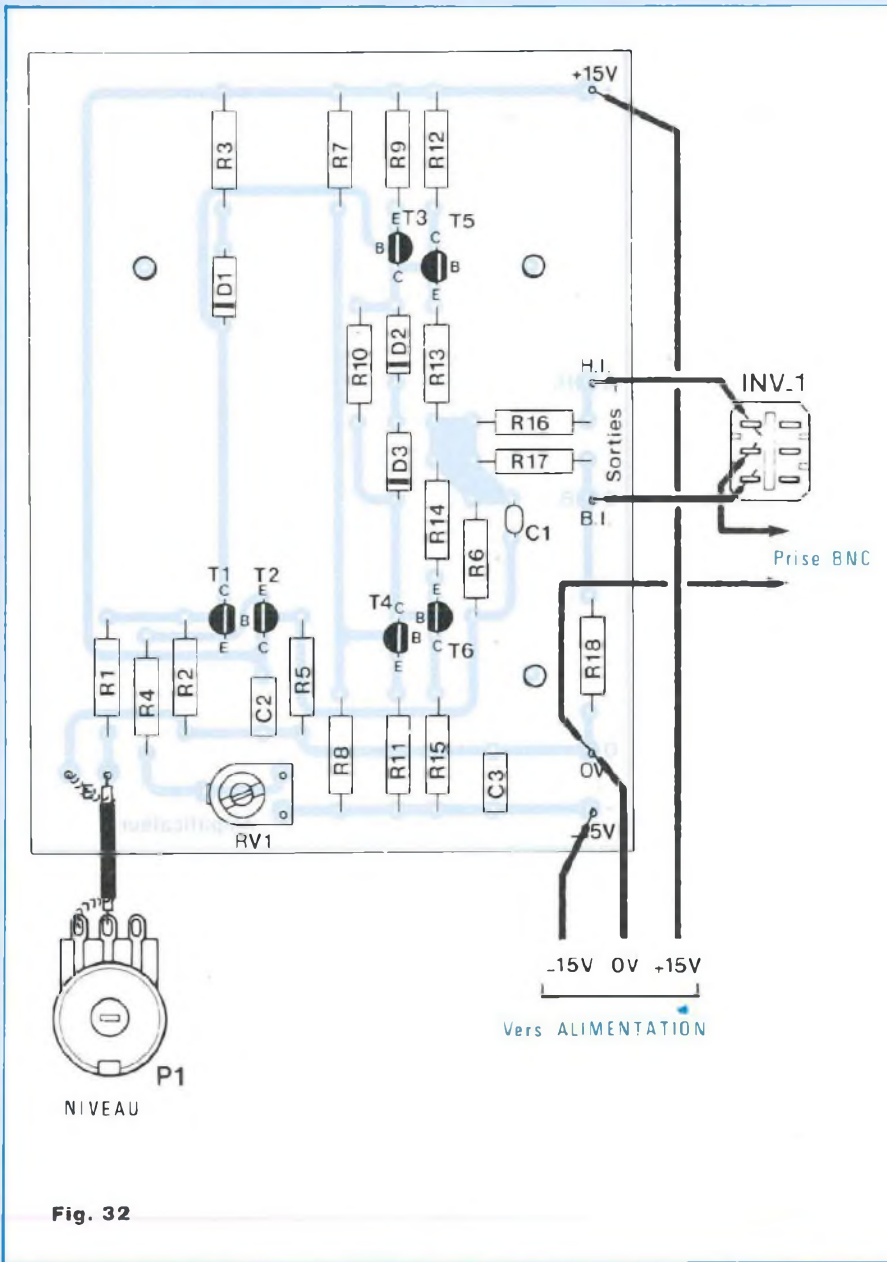 +15V
R3
R7
R9
R12
E T3
T5
C
B
B
C
E
D1
D2
R10
R13
H.I.
INV_1
R16
Sorties
R17
D3
B.I.
R14
C1
R6
Prise BNC
T1
T2
C
E
T4
C
E
B
B
B
E
C
E
C
T6
R1
R4
R2
C2
R5
R18
R8
R11
R15
C3
0V
RV1
_15V
_15V 0V +15V
Vers ALIMENTATION
P1
NIVEAU
Fig. 32